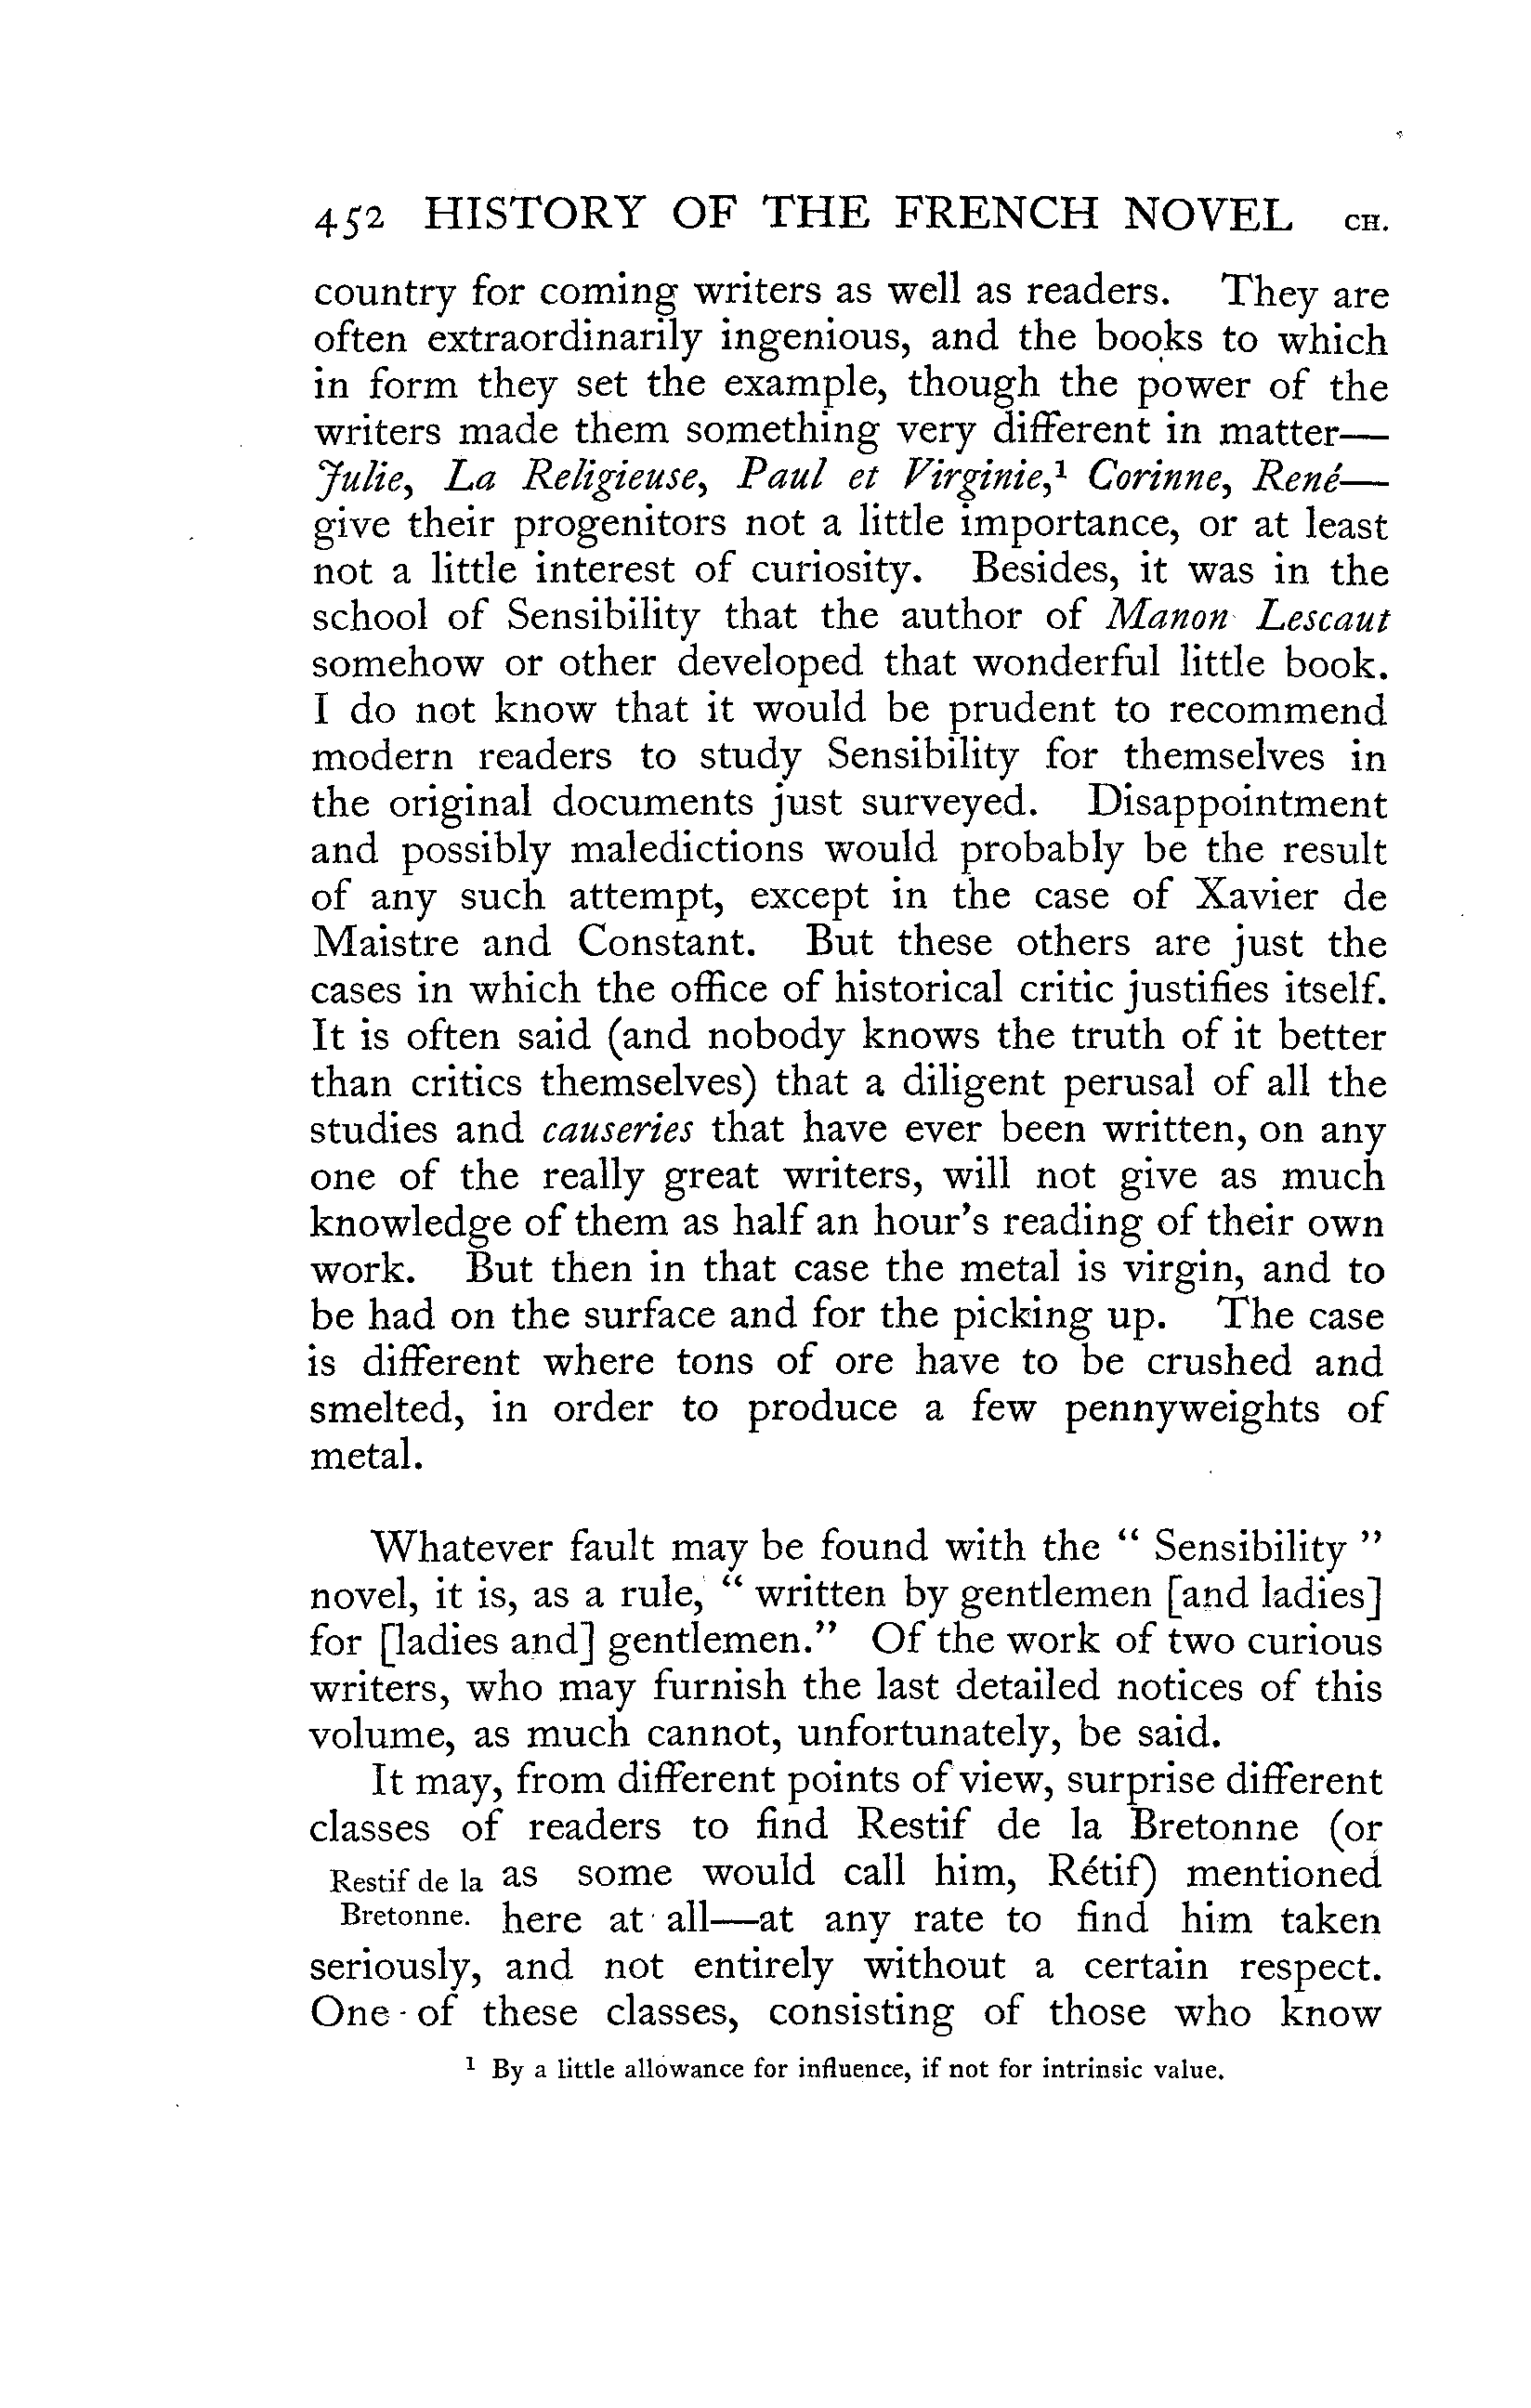 452 HISTORY OF THE FRENCH NOVEL CH.
country for coming writers as well as readers. They are
often extraordinarily ingenious, and the books to which
in form they set the example, though the power of the
writers made them something very different in matter—
Julie, La Religieuse, Paul et Virginie,¹ Corinne, René—
give their progenitors not a little importance, or at least
not a little interest of curiosity. Besides, it was in the
school of Sensibility that the author of Manon Lescaut
somehow or other developed that wonderful little book.
I do not know that it would be prudent to recommend
modern readers to study Sensibility for themselves in
the original documents just surveyed. Disappointment
and possibly maledictions would probably be the result
of any such attempt, except in the case of Xavier de
Maistre and Constant. But these others are just the
cases in which the office of historical critic justifies itself.
It is often said (and nobody knows the truth of it better
than critics themselves) that a diligent perusal of all the
studies and causeries that have ever been written, on any
one of the really great writers, will not give as much
knowledge of them as half an hour's reading of their own
work. But then in that case the metal is virgin, and to
be had on the surface and for the picking up. The case
is different where tons of ore have to be crushed and
smelted, in order to produce a few pennyweights of
metal.
Whatever fault may be found with the “ Sensibility ”
novel, it is, as a rule, “ written by gentlemen [and ladies]
for [ladies and] gentlemen.” Of the work of two curious
writers, who may furnish the last detailed notices of this
volume, as much cannot, unfortunately, be said.
It may, from different points of view, surprise different
classes of readers to find Restif de la Bretonne (or
Restif de la
Bretonne.
as some would call him, Rétif) mentioned
here at all—at any rate to find him taken
seriously, and not entirely without a certain respect.
One of these classes, consisting of those who know
¹ By a little allowance for influence, if not for intrinsic value.